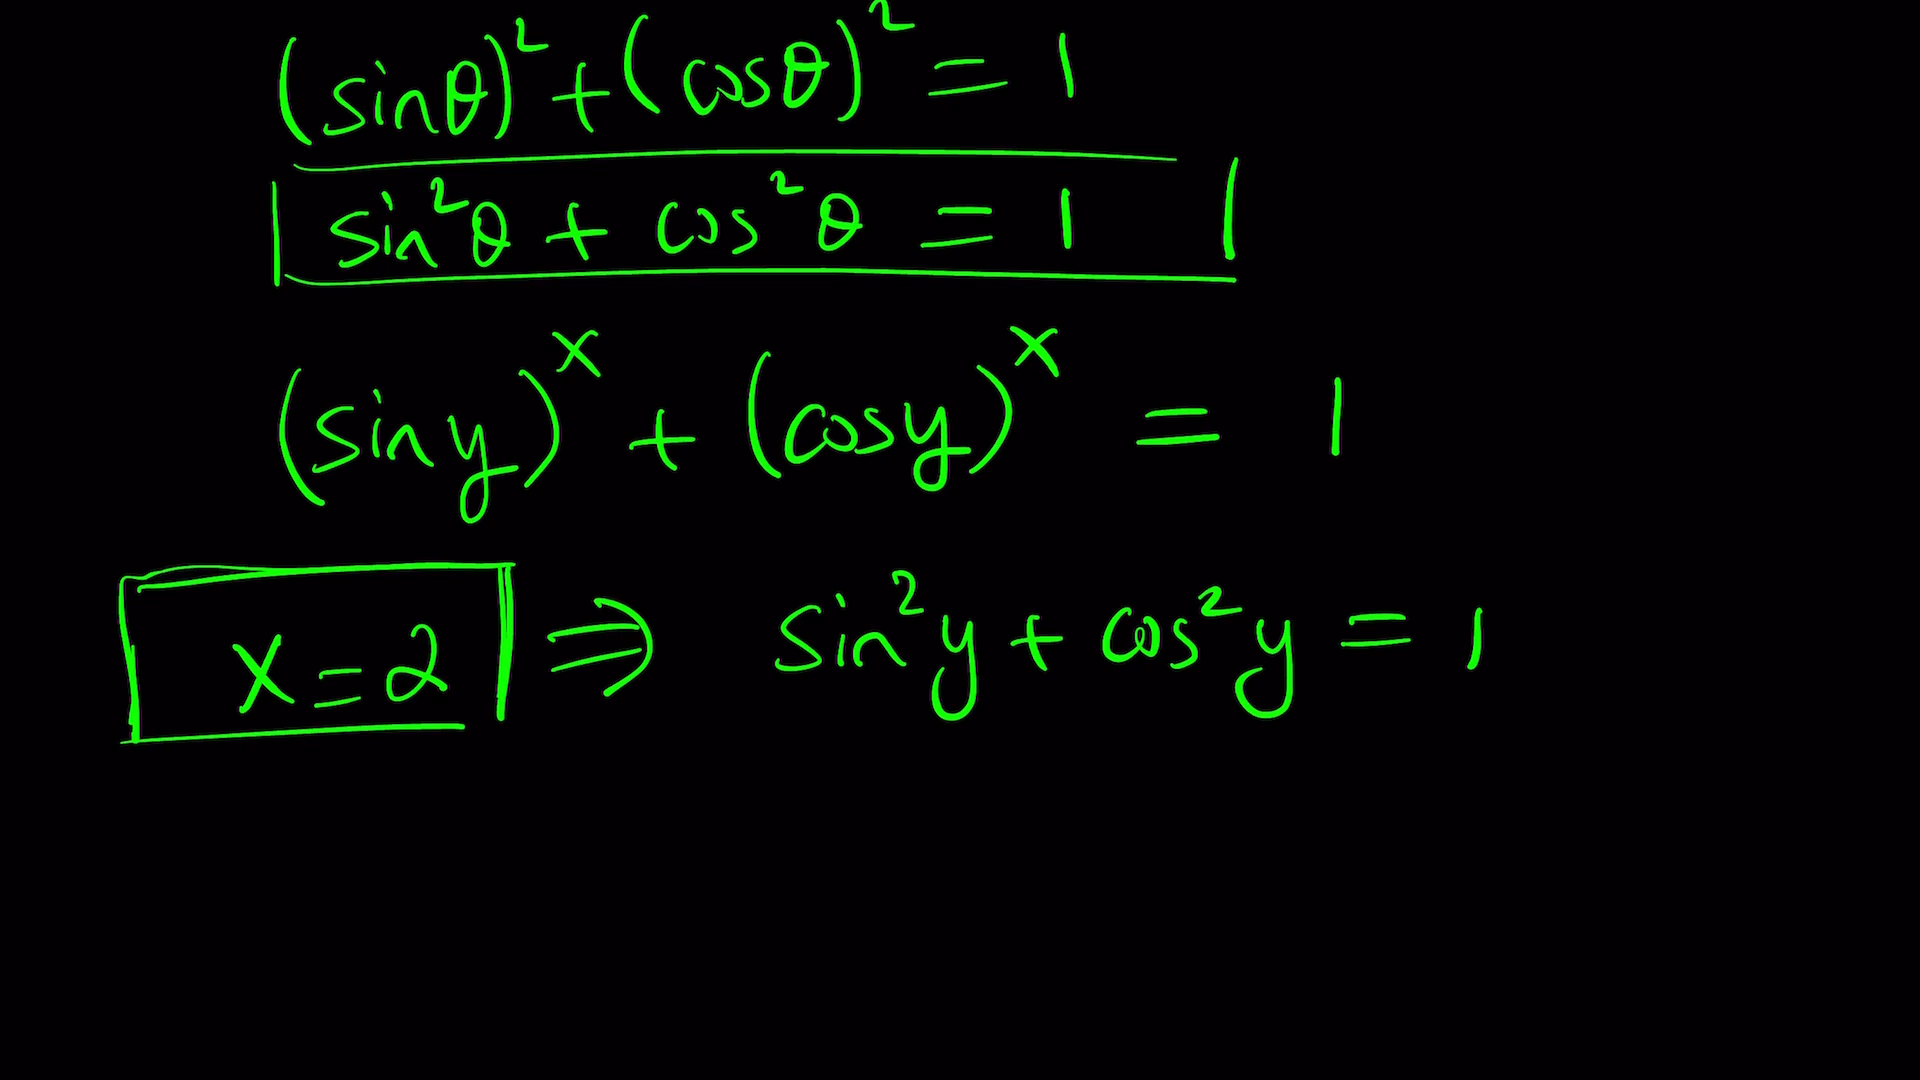 (sinθ)² + (cosθ)² = 1
sin²θ + cos²θ = 1
(siny)ˣ + (cosy)ˣ = 1
x=2 ⇒ sin²y + cos²y = 1